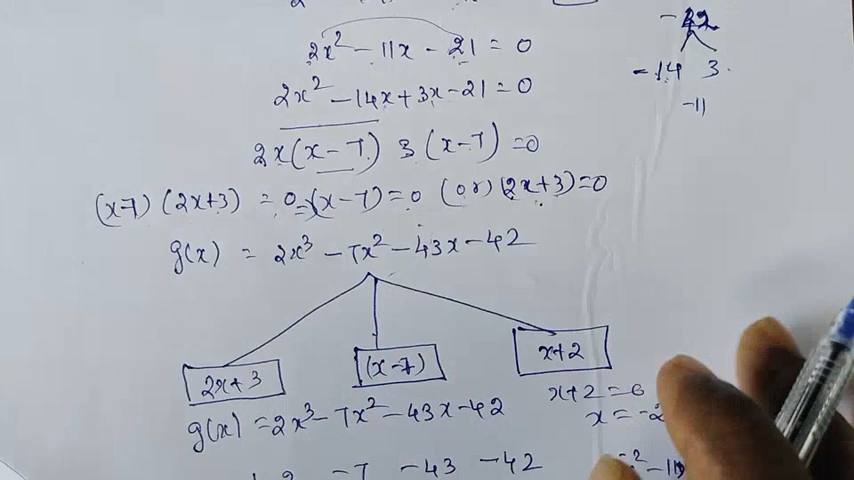 2x² - 11x - 21 = 0
-42
2x² - 14x + 3x - 21 = 0
-14 3
-11
2x(x-7) 3(x-7) = 0
(x-7) (2x+3) = 0 ⇒ (x-7) = 0 (or) (2x+3) = 0
g(x) = 2x³ - 7x² - 43x - 42
2x+3
(x-7)
x+2
x+2 = 0
g(x) = 2x³ - 7x² - 43x - 42
x = -2
-7 -43 -42